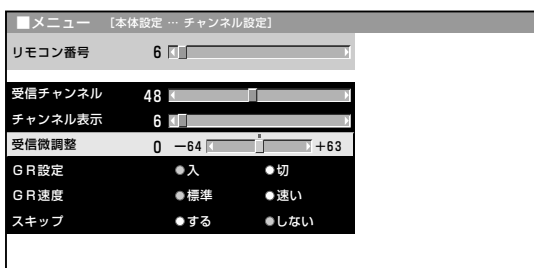 ■メニュー [本体設定 … チャンネル設定]
リモコン番号 6
受信チャンネル 48
チャンネル表示 6
受信微調整 0 －64 ＋63
GR設定 ●入 ●切
GR速度 ●標準 ●速い
スキップ ●する ●しない